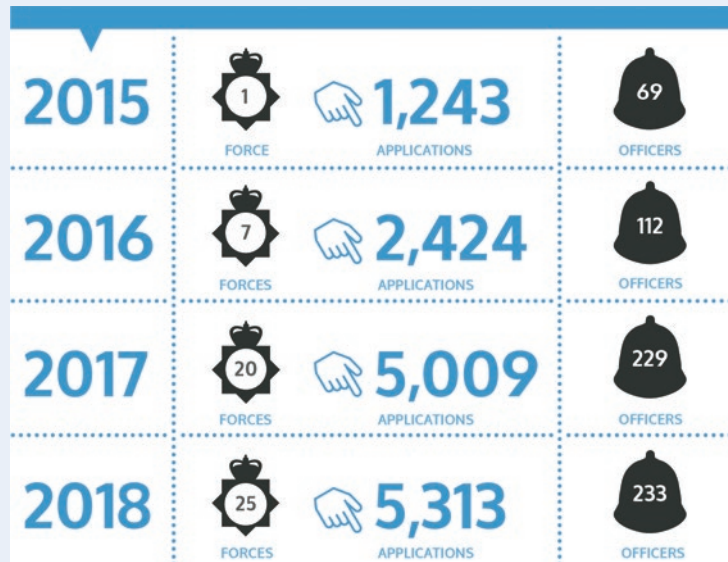 2015
1
FORCE
1,243
APPLICATIONS
69
OFFICERS
2016
7
FORCES
2,424
APPLICATIONS
112
OFFICERS
2017
20
FORCES
5,009
APPLICATIONS
229
OFFICERS
2018
25
FORCES
5,313
APPLICATIONS
233
OFFICERS